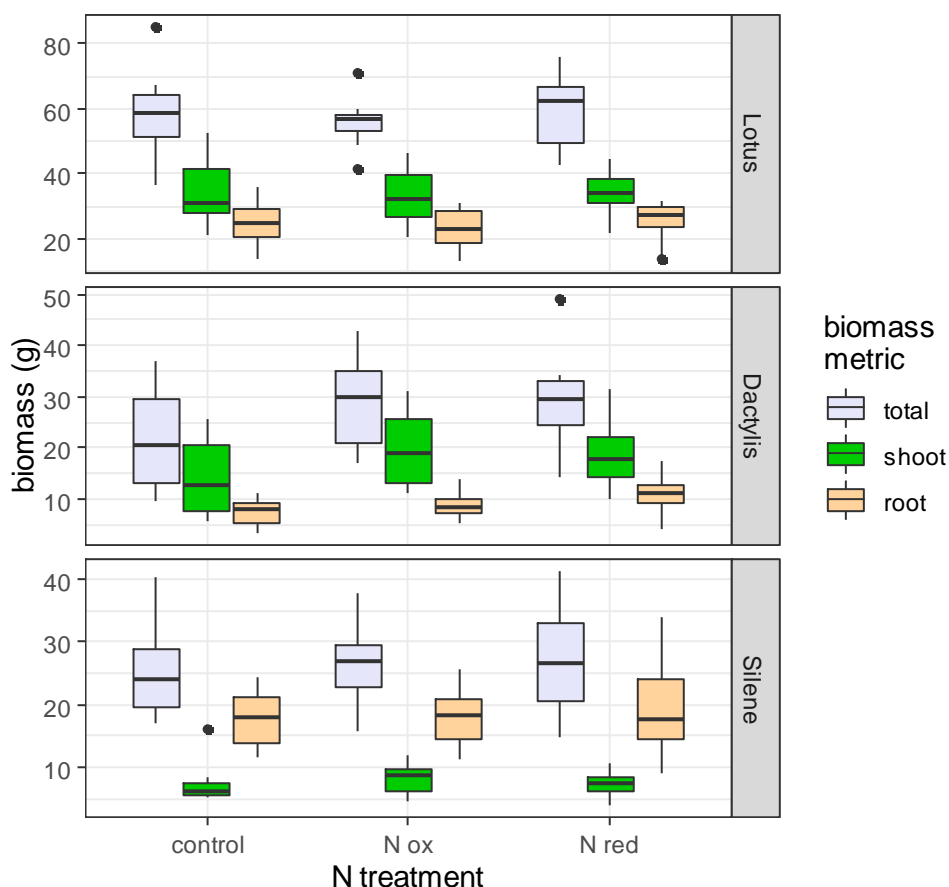 80
60
40
20
Lotus
50
40
30
20
10
Dactylis
40
30
20
10
Silene
biomass (g)
control
N ox
N red
N treatment
biomass
metric
total
shoot
root